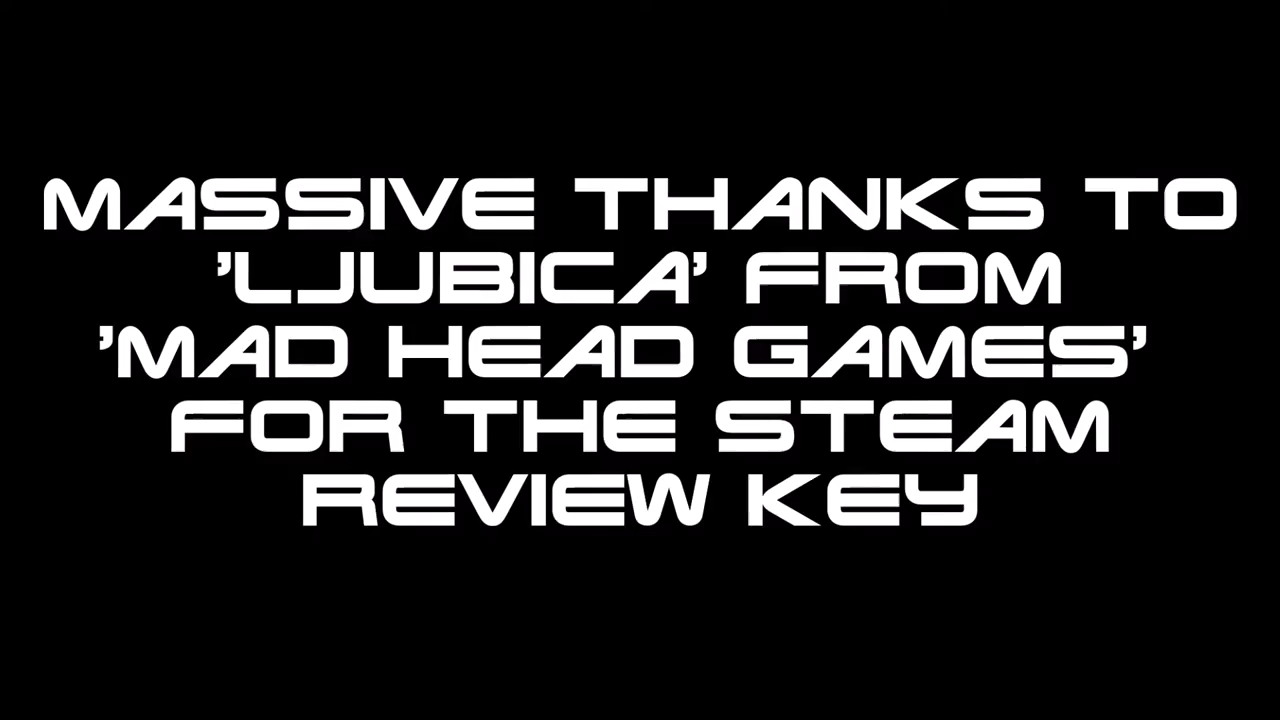 MASSIVE THANKS TO
'LJUBICA' FROM
'MAD HEAD GAMES'
FOR THE STEAM
REVIEW KEY